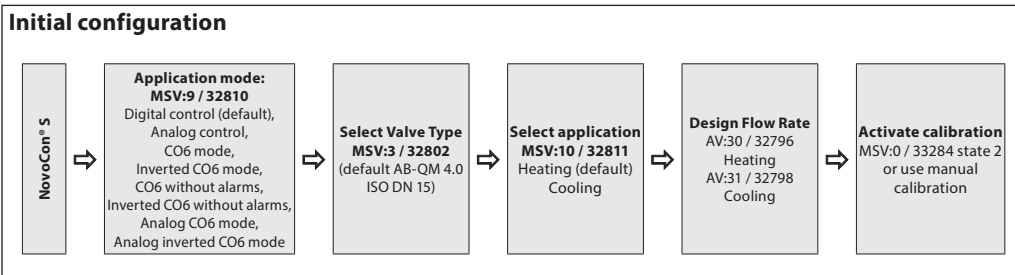 Initial configuration
NovoCon® S
Application mode:
MSV:9 / 32810
Digital control (default),
Analog control,
CO6 mode,
Inverted CO6 mode,
CO6 without alarms,
Inverted CO6 without alarms,
Analog CO6 mode,
Analog inverted CO6 mode
Select Valve Type
MSV:3 / 32802
(default AB-QM 4.0
ISO DN 15)
Select application
MSV:10 / 32811
Heating (default)
Cooling
Design Flow Rate
AV:30 / 32796
Heating
AV:31 / 32798
Cooling
Activate calibration
MSV:0 / 33284 state 2
or use manual
calibration